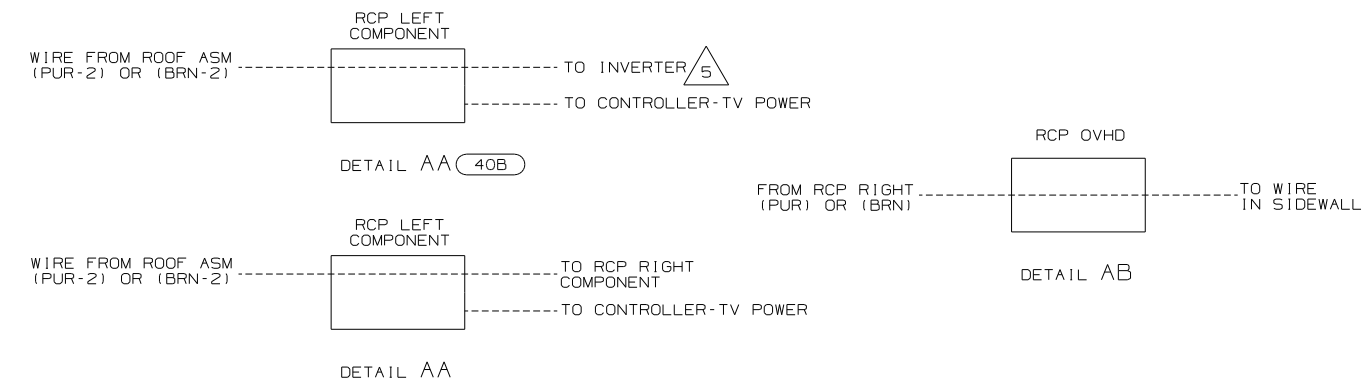 RCP LEFT
COMPONENT
WIRE FROM ROOF ASM
(PUR-2) OR (BRN-2)
TO INVERTER 5
TO CONTROLLER-TV POWER
DETAIL AA 40B
RCP LEFT
COMPONENT
WIRE FROM ROOF ASM
(PUR-2) OR (BRN-2)
TO RCP RIGHT
COMPONENT
TO CONTROLLER-TV POWER
DETAIL AA
RCP OVHD
FROM RCP RIGHT
(PUR) OR (BRN)
TO WIRE
IN SIDEWALL
DETAIL AB